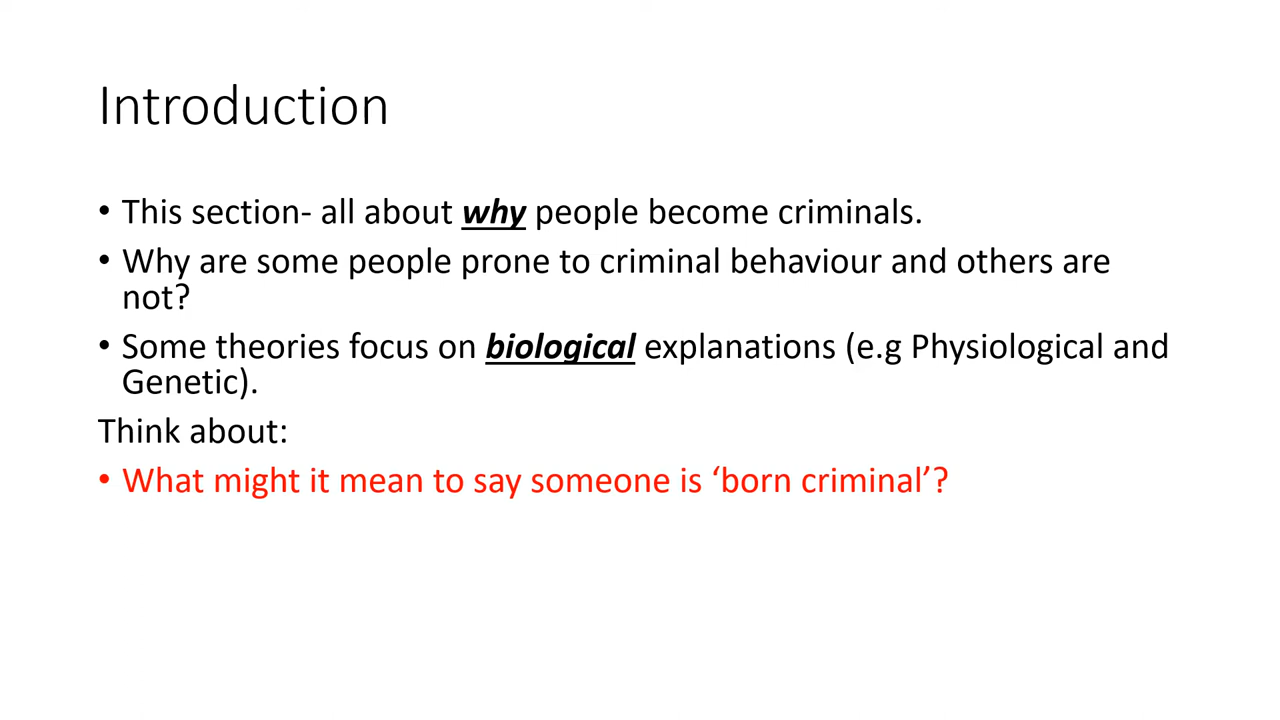 Introduction
• This section- all about why people become criminals.
• Why are some people prone to criminal behaviour and others are
not?
• Some theories focus on biological explanations (e.g Physiological and
Genetic).
Think about:
• What might it mean to say someone is ‘born criminal’?